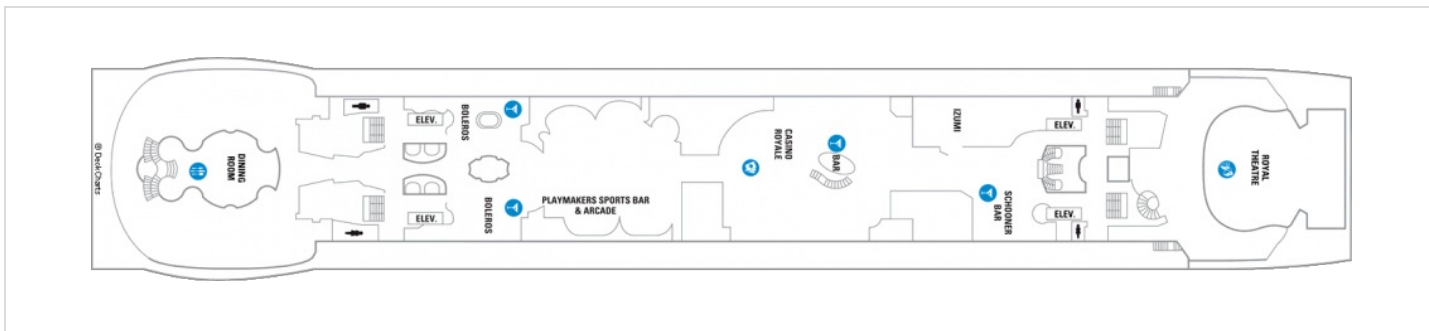 ® DeckCharts
DINING
ROOM
ELEV.
ELEV.
BOLEROS
BOLEROS
PLAYMAKERS SPORTS BAR
& ARCADE
CASINO
ROYALE
BAR
IZUMI
SCHOONER
BAR
ELEV.
ELEV.
ROYAL
THEATRE